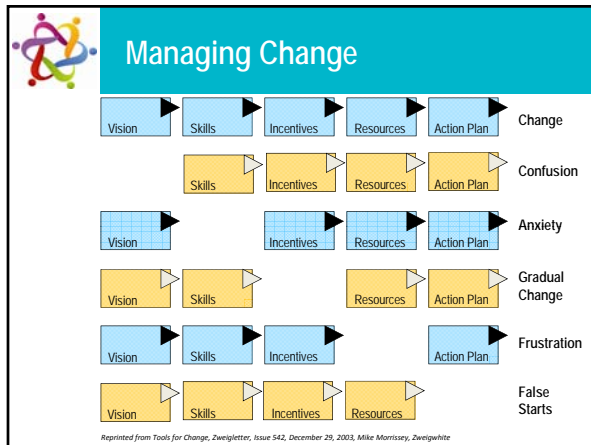 Managing Change
Vision Skills Incentives Resources Action Plan Change
Skills Incentives Resources Action Plan Confusion
Vision Incentives Resources Action Plan Anxiety
Vision Skills Resources Action Plan Gradual
Change
Vision Skills Incentives Action Plan Frustration
Vision Skills Incentives Resources False
Starts
Reprinted from Tools for Change, Zweigletter, Issue 542, December 29, 2003, Mike Morrissey, Zweigwhite